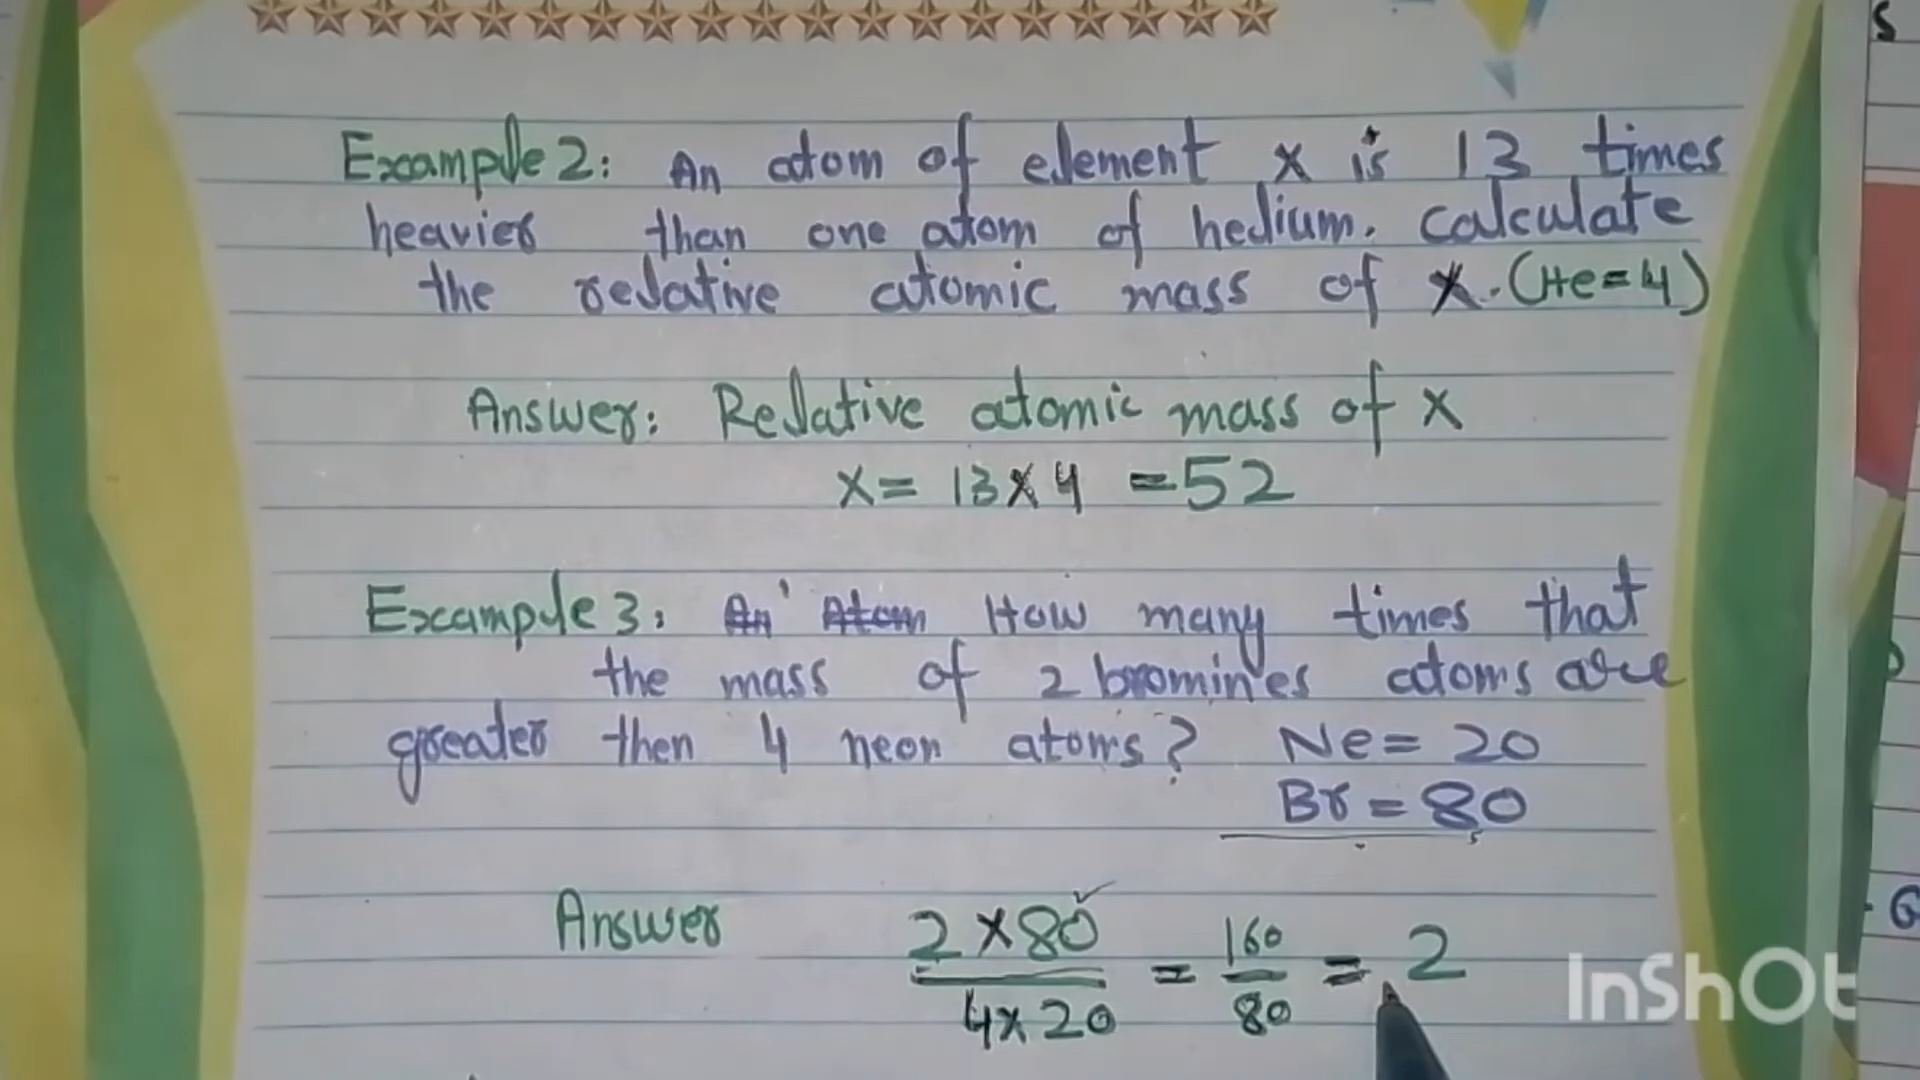 Example 2: An atom of element x is 13 times
heavier than one atom of helium. calculate
the relative atomic mass of x. (He=4)
Answer: Relative atomic mass of x
x= 13x4 =52
Example 3: An Atom How many times that
the mass of 2 bromines atoms are
greater then 4 neon atoms? Ne= 20
Br = 80
Answer 2x80/4x20 = 160/80 = 2
InShOt